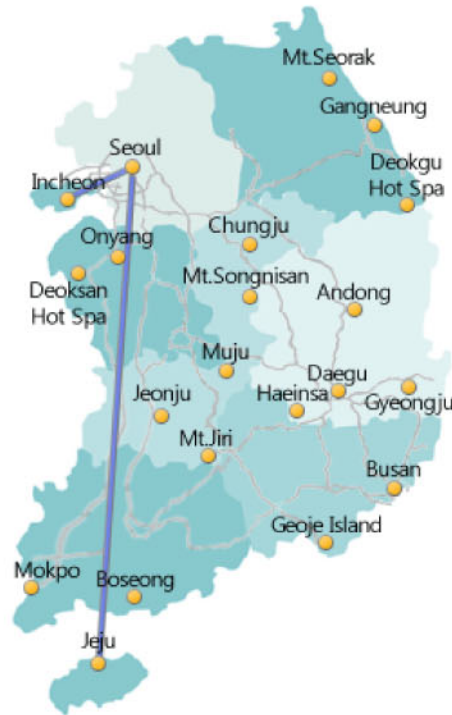 Mt.Seorak
Gangneung
Seoul
Deokgu
Hot Spa
Incheon
Chungju
Onyang
Mt.Songnisan
Deoksan
Hot Spa
Andong
Muju
Daegu
Jeonju
Haeinsa
Gyeongju
Mt.Jiri
Busan
Geoje Island
Mokpo
Boseong
Jeju